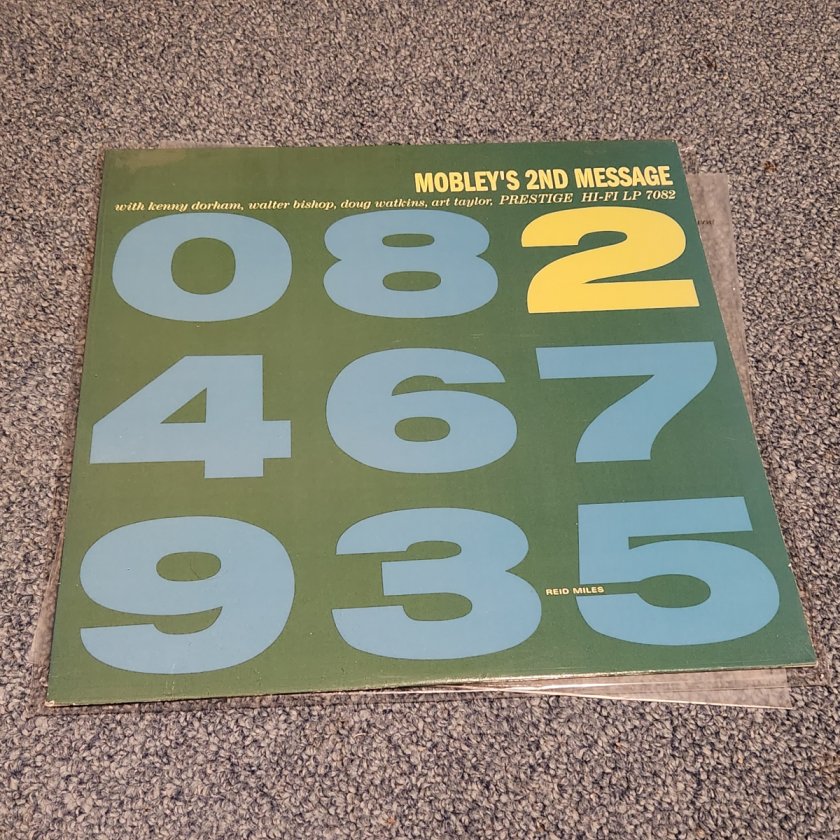 MOBLEY'S 2ND MESSAGE
with kenny dorham, walter bishop, doug watkins, art taylor, PRESTIGE HI-FI LP 7082
082
467
935
REID MILES